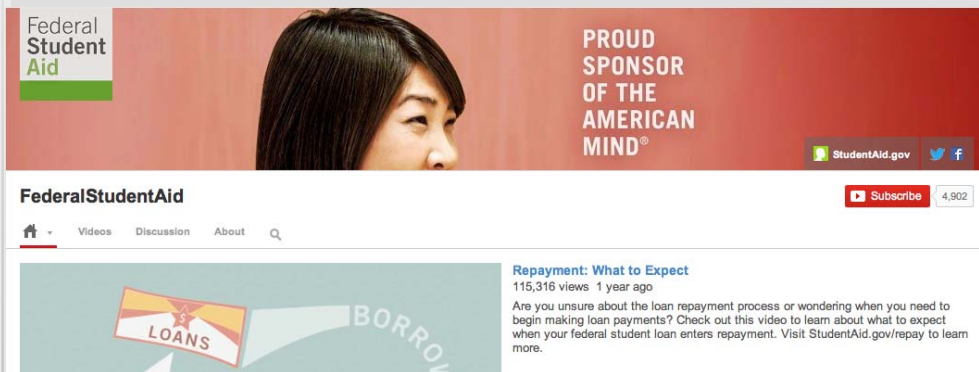 Federal
Student
Aid
PROUD
SPONSOR
OF THE
AMERICAN
MIND®
StudentAid.gov
FederalStudentAid
Subscribe 4,902
Videos Discussion About
Repayment: What to Expect
115,316 views 1 year ago
Are you unsure about the loan repayment process or wondering when you need to
begin making loan payments? Check out this video to learn about what to expect
when your federal student loan enters repayment. Visit StudentAid.gov/repay to learn
more.
LOANS
BORRO